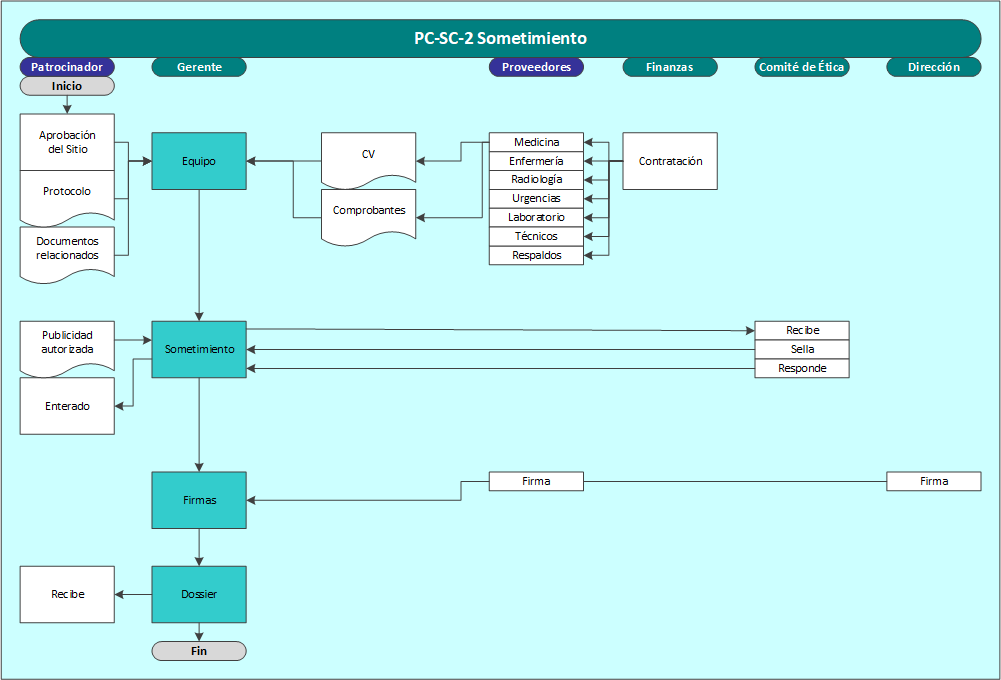 PC-SC-2 Sometimiento
Patrocinador
Gerente
Proveedores
Finanzas
Comité de Ética
Dirección
Inicio
Aprobación
del Sitio
Protocolo
Documentos
relacionados
Equipo
CV
Comprobantes
Medicina
Enfermería
Radiología
Urgencias
Laboratorio
Técnicos
Respaldos
Contratación
Publicidad
autorizada
Enterado
Sometimiento
Recibe
Sella
Responde
Firmas
Firma
Firma
Recibe
Dossier
Fin